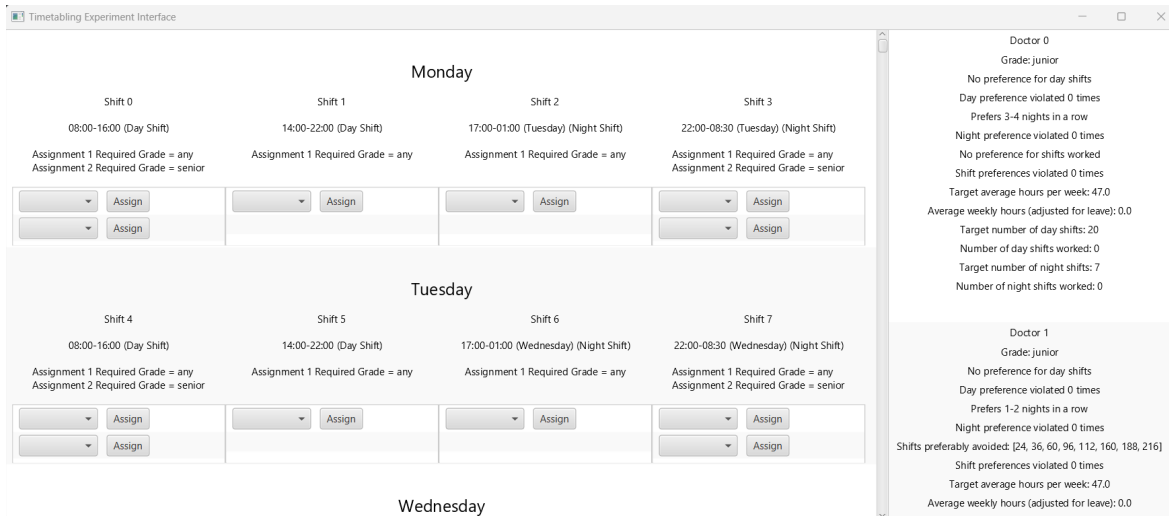 Timetabling Experiment Interface
Monday
Shift 0
Shift 1
Shift 2
Shift 3
08:00-16:00 (Day Shift)
14:00-22:00 (Day Shift)
17:00-01:00 (Tuesday) (Night Shift)
22:00-08:30 (Tuesday) (Night Shift)
Assignment 1 Required Grade = any
Assignment 2 Required Grade = senior
Assignment 1 Required Grade = any
Assignment 1 Required Grade = any
Assignment 1 Required Grade = any
Assignment 2 Required Grade = senior
Assign
Assign
Assign
Assign
Assign
Assign
Tuesday
Shift 4
Shift 5
Shift 6
Shift 7
08:00-16:00 (Day Shift)
14:00-22:00 (Day Shift)
17:00-01:00 (Wednesday) (Night Shift)
22:00-08:30 (Wednesday) (Night Shift)
Assignment 1 Required Grade = any
Assignment 2 Required Grade = senior
Assignment 1 Required Grade = any
Assignment 1 Required Grade = any
Assignment 1 Required Grade = any
Assignment 2 Required Grade = senior
Assign
Assign
Assign
Assign
Assign
Assign
Wednesday
Doctor 0
Grade: junior
No preference for day shifts
Day preference violated 0 times
Prefers 3-4 nights in a row
Night preference violated 0 times
No preference for shifts worked
Shift preferences violated 0 times
Target average hours per week: 47.0
Average weekly hours (adjusted for leave): 0.0
Target number of day shifts: 20
Number of day shifts worked: 0
Target number of night shifts: 7
Number of night shifts worked: 0
Doctor 1
Grade: junior
No preference for day shifts
Day preference violated 0 times
Prefers 1-2 nights in a row
Night preference violated 0 times
Shifts preferably avoided: [24, 36, 60, 96, 112, 160, 188, 216]
Shift preferences violated 0 times
Target average hours per week: 47.0
Average weekly hours (adjusted for leave): 0.0